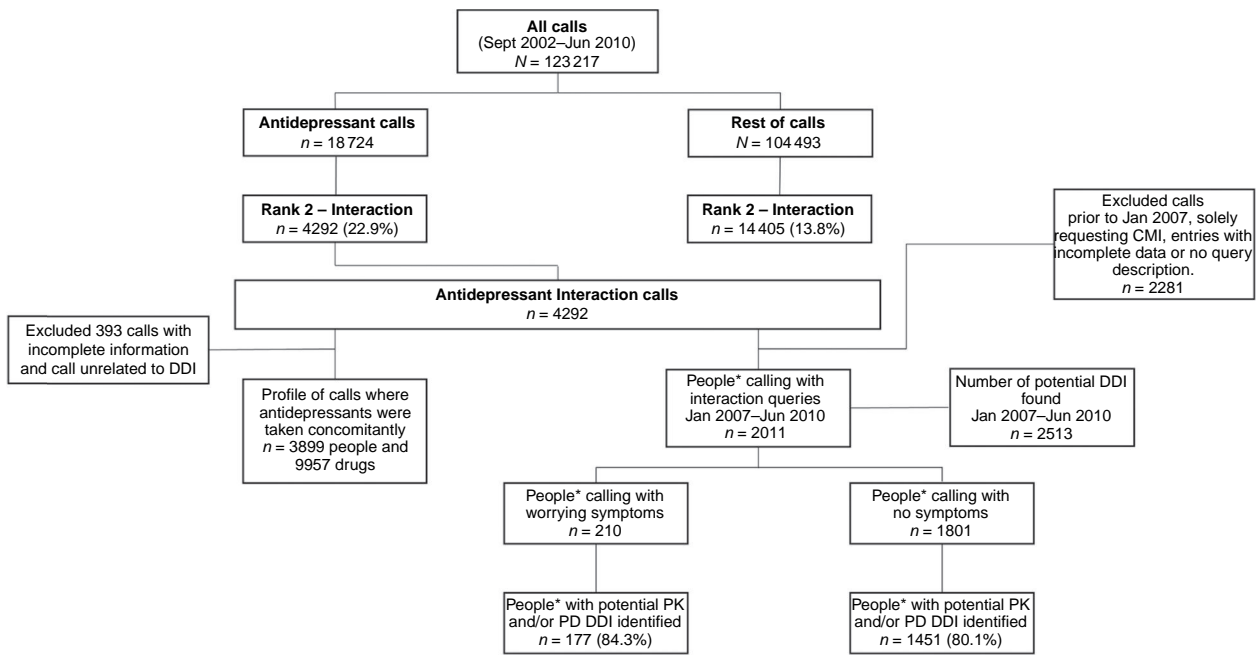 All calls
(Sept 2002–Jun 2010)
N = 123 217
Antidepressant calls
n = 18 724
Rest of calls
N = 104 493
Rank 2 – Interaction
n = 4292 (22.9%)
Rank 2 – Interaction
n = 14 405 (13.8%)
Excluded calls
prior to Jan 2007, solely
requesting CMI, entries with
incomplete data or no query
description.
n = 2281
Antidepressant Interaction calls
n = 4292
Excluded 393 calls with
incomplete information
and call unrelated to DDI
Profile of calls where
antidepressants were
taken concomitantly
n = 3899 people and
9957 drugs
People* calling with
interaction queries
Jan 2007–Jun 2010
n = 2011
Number of potential DDI
found
Jan 2007–Jun 2010
n = 2513
People* calling with
worrying symptoms
n = 210
People* calling with
no symptoms
n = 1801
People* with potential PK
and/or PD DDI identified
n = 177 (84.3%)
People* with potential PK
and/or PD DDI identified
n = 1451 (80.1%)